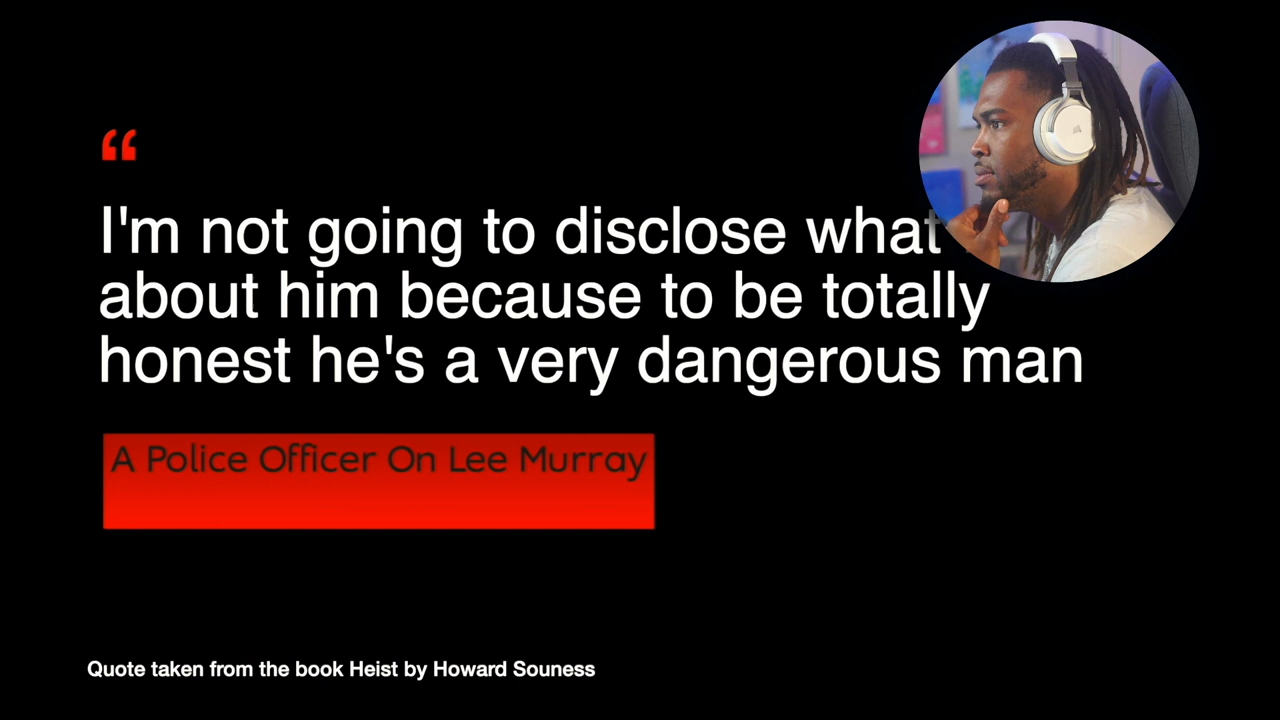 “
I'm not going to disclose what
about him because to be totally
honest he's a very dangerous man
A Police Officer On Lee Murray
Quote taken from the book Heist by Howard Souness